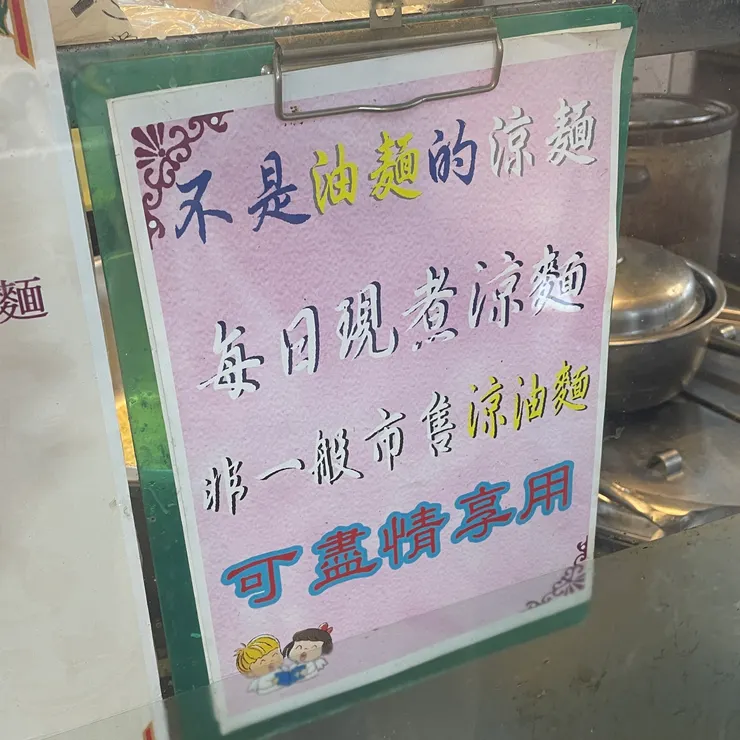 不是油麵的涼麵
每日現煮涼麵
非一般市售涼油麵
可盡情享用
麵